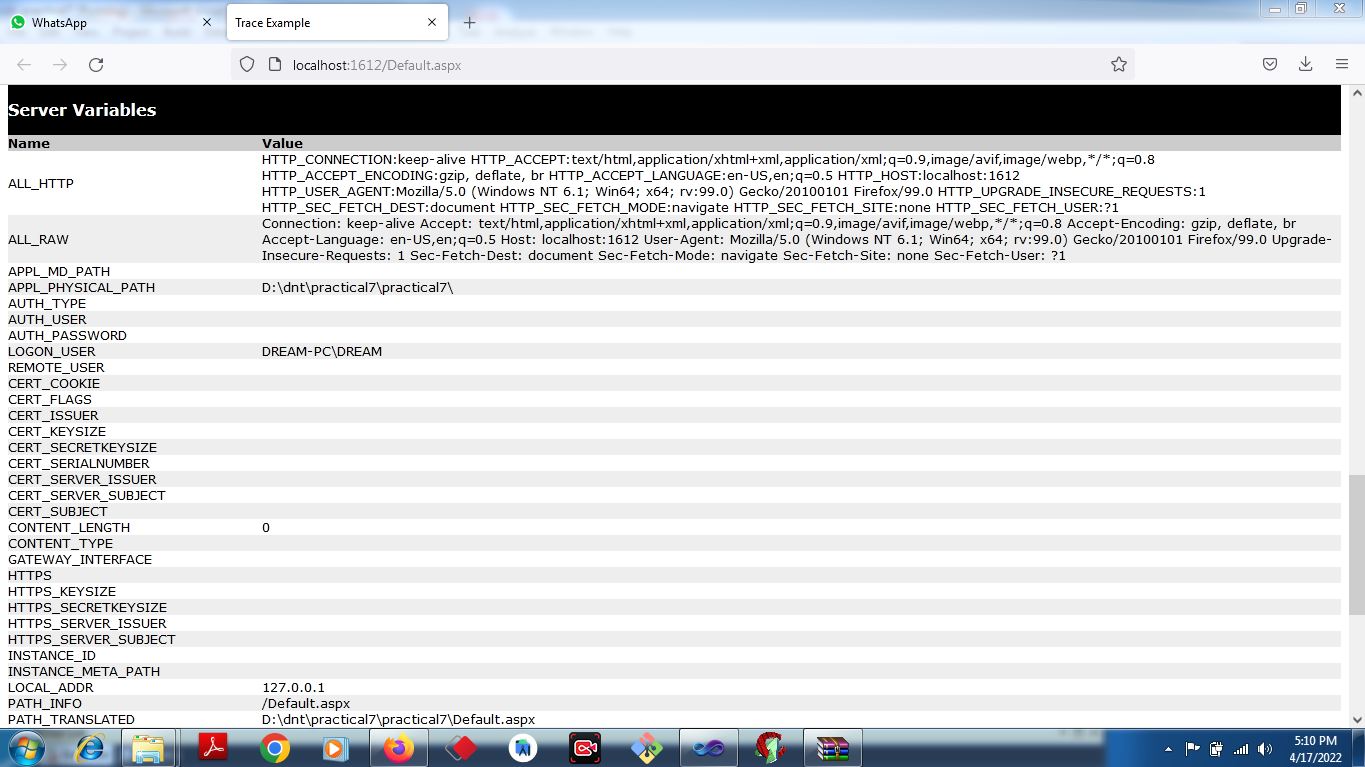 WhatsApp
Trace Example
localhost:1612/Default.aspx
Server Variables
Name Value
ALL_HTTP HTTP_CONNECTION:keep-alive HTTP_ACCEPT:text/html,application/xhtml+xml,application/xml;q=0.9,image/avif,image/webp,*/*;q=0.8
HTTP_ACCEPT_ENCODING:gzip, deflate, br HTTP_ACCEPT_LANGUAGE:en-US,en;q=0.5 HTTP_HOST:localhost:1612
HTTP_USER_AGENT:Mozilla/5.0 (Windows NT 6.1; Win64; x64; rv:99.0) Gecko/20100101 Firefox/99.0 HTTP_UPGRADE_INSECURE_REQUESTS:1
HTTP_SEC_FETCH_DEST:document HTTP_SEC_FETCH_MODE:navigate HTTP_SEC_FETCH_SITE:none HTTP_SEC_FETCH_USER:?1
ALL_RAW Connection: keep-alive Accept: text/html,application/xhtml+xml,application/xml;q=0.9,image/avif,image/webp,*/*;q=0.8 Accept-Encoding: gzip, deflate, br
Accept-Language: en-US,en;q=0.5 Host: localhost:1612 User-Agent: Mozilla/5.0 (Windows NT 6.1; Win64; x64; rv:99.0) Gecko/20100101 Firefox/99.0 Upgrade-
Insecure-Requests: 1 Sec-Fetch-Dest: document Sec-Fetch-Mode: navigate Sec-Fetch-Site: none Sec-Fetch-User: ?1
APPL_MD_PATH
APPL_PHYSICAL_PATH D:\dnt\practical7\practical7\
AUTH_TYPE
AUTH_USER
AUTH_PASSWORD
LOGON_USER DREAM-PC\DREAM
REMOTE_USER
CERT_COOKIE
CERT_FLAGS
CERT_ISSUER
CERT_KEYSIZE
CERT_SECRETKEYSIZE
CERT_SERIALNUMBER
CERT_SERVER_ISSUER
CERT_SERVER_SUBJECT
CERT_SUBJECT
CONTENT_LENGTH 0
CONTENT_TYPE
GATEWAY_INTERFACE
HTTPS
HTTPS_KEYSIZE
HTTPS_SECRETKEYSIZE
HTTPS_SERVER_ISSUER
HTTPS_SERVER_SUBJECT
INSTANCE_ID
INSTANCE_META_PATH
LOCAL_ADDR 127.0.0.1
PATH_INFO /Default.aspx
PATH_TRANSLATED D:\dnt\practical7\practical7\Default.aspx
5:10 PM
4/17/2022